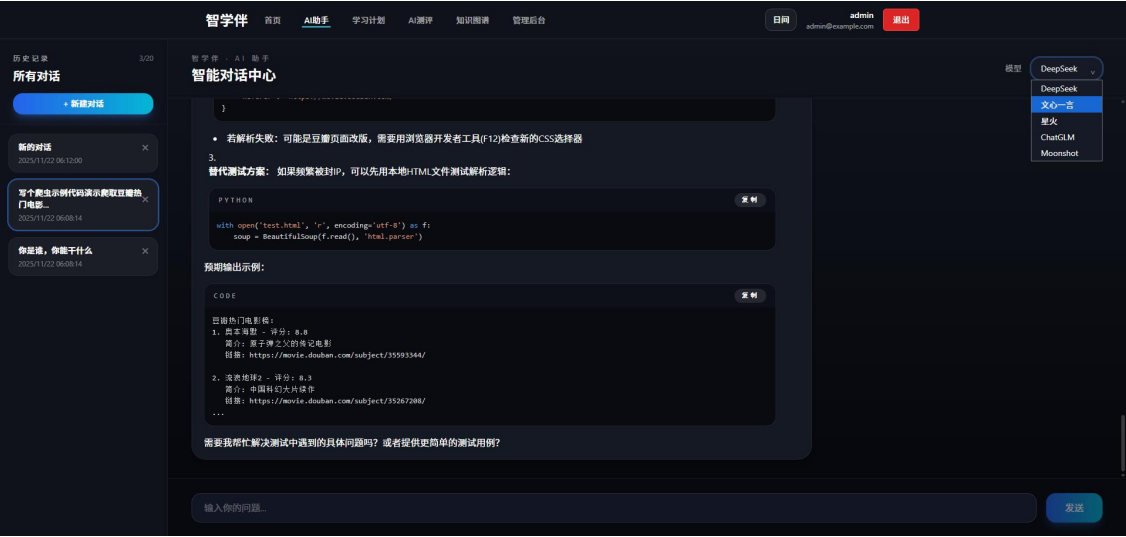 智学伴
首页
AI助手
学习计划
AI测评
知识图谱
管理后台
日间
admin
admin@example.com
退出
历史记录
3/20
所有对话
+ 新建对话
新的对话
2025/11/22 06:12:00
写个爬虫示例代码演示爬取豆瓣热
门电影...
2025/11/22 06:08:14
你是谁，你能干什么
2025/11/22 06:08:14
智学伴 · AI 助手
智能对话中心
模型
DeepSeek
DeepSeek
文心一言
星火
ChatGLM
Moonshot
}
• 若解析失败：可能是豆瓣页面改版，需要用浏览器开发者工具(F12)检查新的CSS选择器
3.
替代测试方案： 如果频繁被封IP，可以先用本地HTML文件测试解析逻辑：
PYTHON
复制
with open('test.html', 'r', encoding='utf-8') as f:
soup = BeautifulSoup(f.read(), 'html.parser')
预期输出示例：
CODE
复制
豆瓣热门电影榜：
1. 奥本海默 - 评分: 8.8
简介: 原子弹之父的传记电影
链接: https://movie.douban.com/subject/35593344/
2. 流浪地球2 - 评分: 8.3
简介: 中国科幻大片续作
链接: https://movie.douban.com/subject/35267208/
...
需要我帮忙解决测试中遇到的具体问题吗？或者提供更简单的测试用例？
输入你的问题...
发送